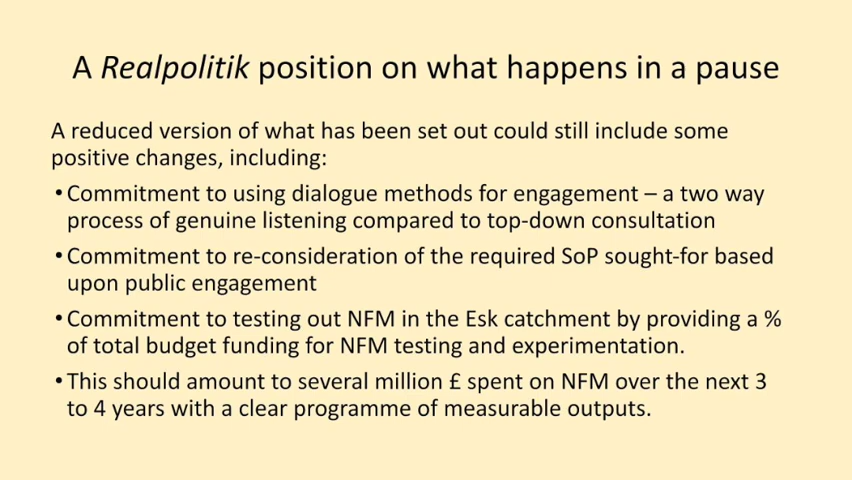 A Realpolitik position on what happens in a pause
A reduced version of what has been set out could still include some
positive changes, including:
• Commitment to using dialogue methods for engagement – a two way
process of genuine listening compared to top-down consultation
• Commitment to re-consideration of the required SoP sought-for based
upon public engagement
• Commitment to testing out NFM in the Esk catchment by providing a %
of total budget funding for NFM testing and experimentation.
• This should amount to several million £ spent on NFM over the next 3
to 4 years with a clear programme of measurable outputs.